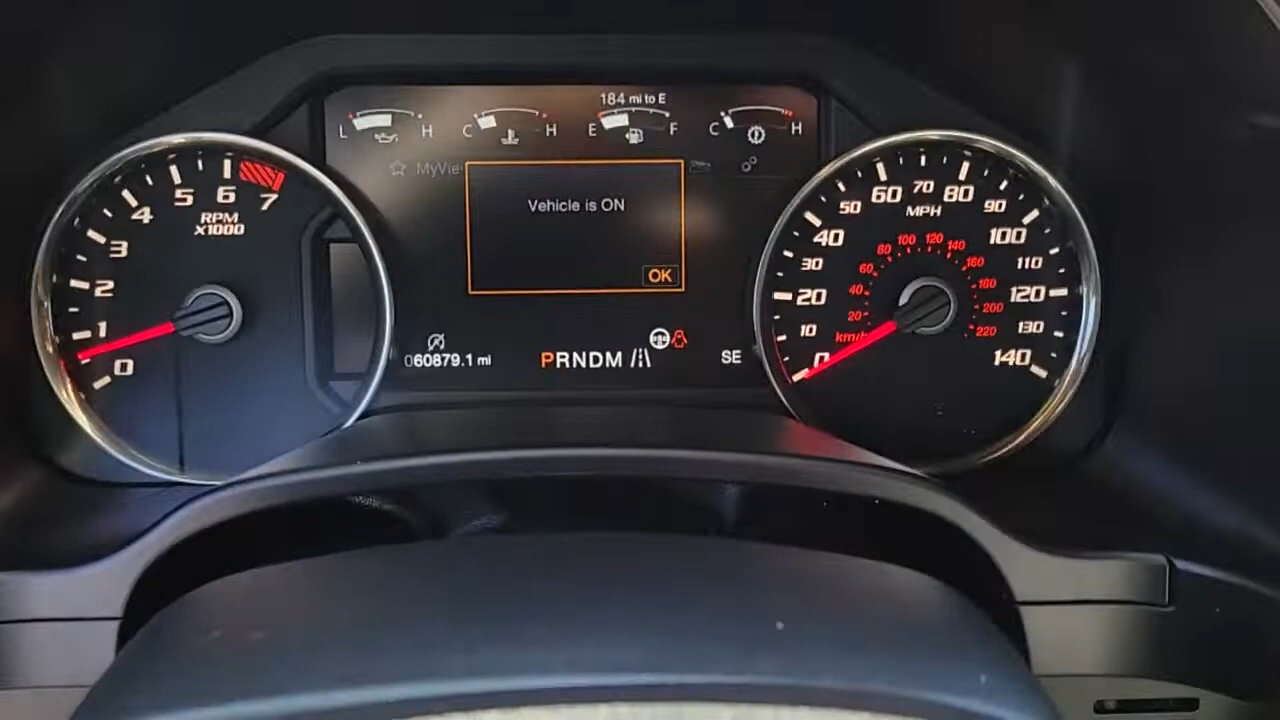 184 mi to E
L H
C H
E F
C H
MyVie
Vehicle is ON
OK
060879.1 mi
PRNDM
SE
0 1 2 3 4 5 6 7
RPM
X1000
0 10 20 30 40 50 60 70 80 90 100 110 120 130 140
MPH
km/h 20 40 60 80 100 120 140 160 180 200 220